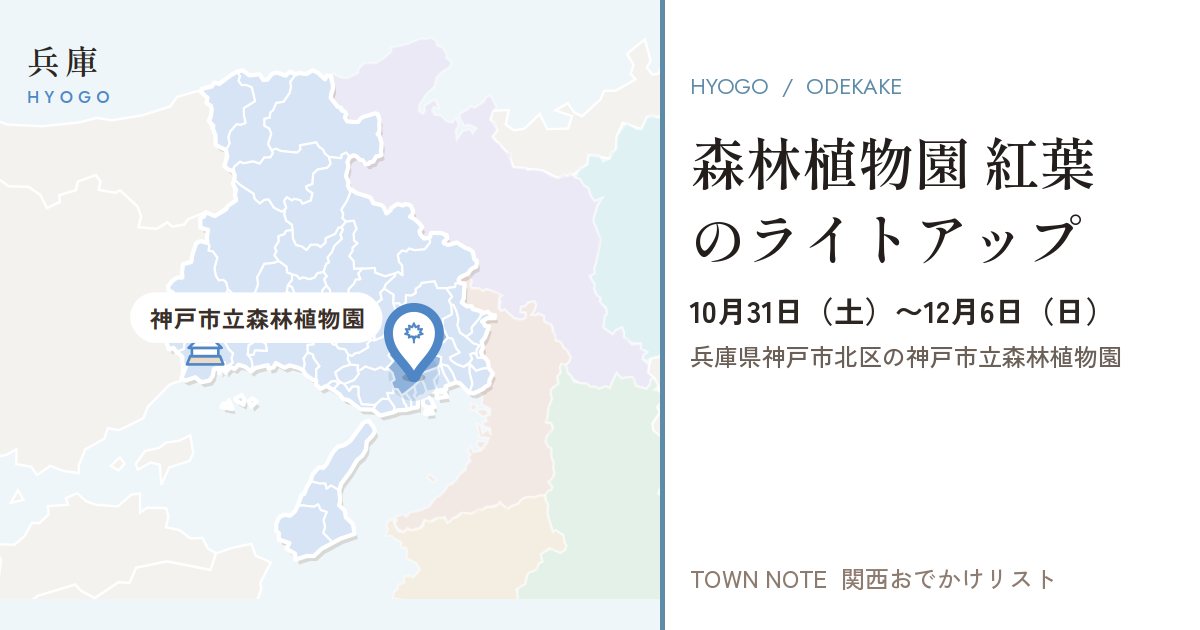 兵庫
HYOGO
神戸市立森林植物園
HYOGO / ODEKAKE
森林植物園 紅葉
のライトアップ
10月31日（土）〜12月6日（日）
兵庫県神戸市北区の神戸市立森林植物園
TOWN NOTE 関西おでかけリスト